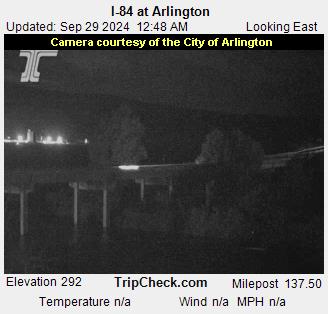 I-84 at Arlington
Updated: Sep 29 2024 12:48 AM Looking East
Camera courtesy of the City of Arlington
Elevation 292 TripCheck.com Milepost 137.50
Temperature n/a Wind n/a MPH n/a